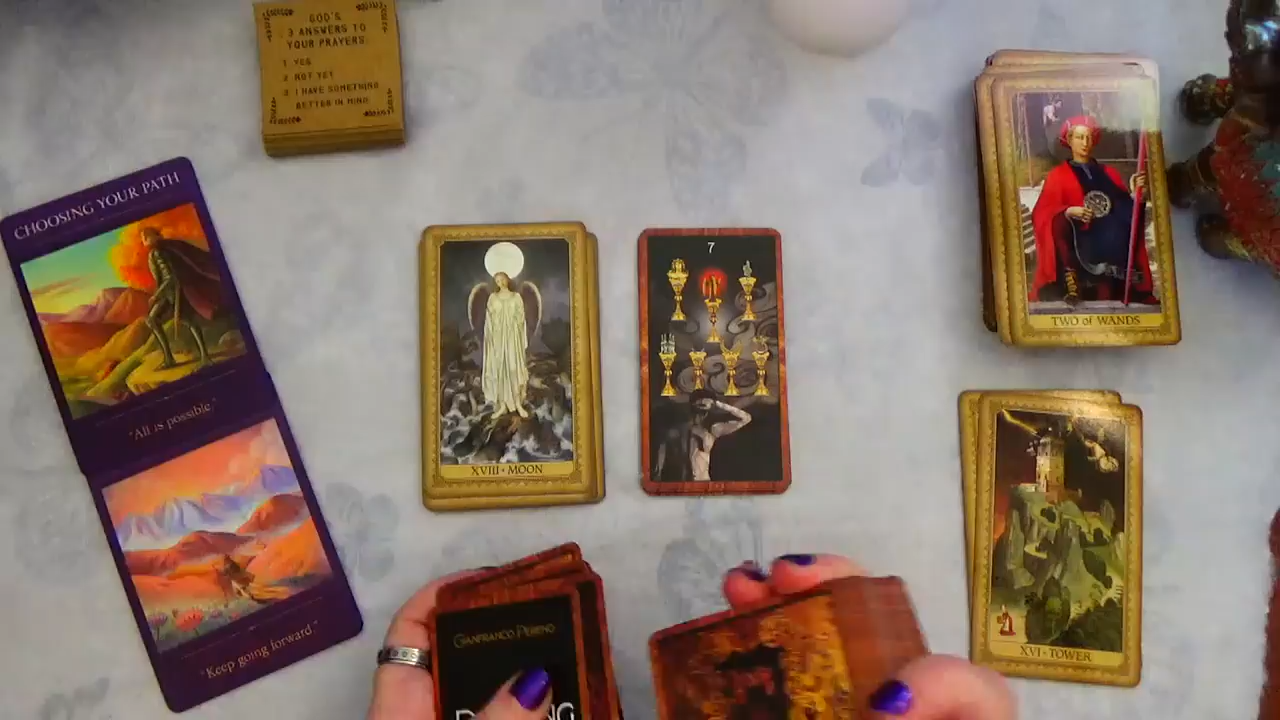 GOD'S
3 ANSWERS TO
YOUR PRAYERS
1 YES
2 NOT YET
3 I HAVE SOMETHING
BETTER IN MIND
CHOOSING YOUR PATH
"All is possible."
"Keep going forward."
XVIII • MOON
7
TWO of WANDS
XVI • TOWER
GIANFRANCO PERENO